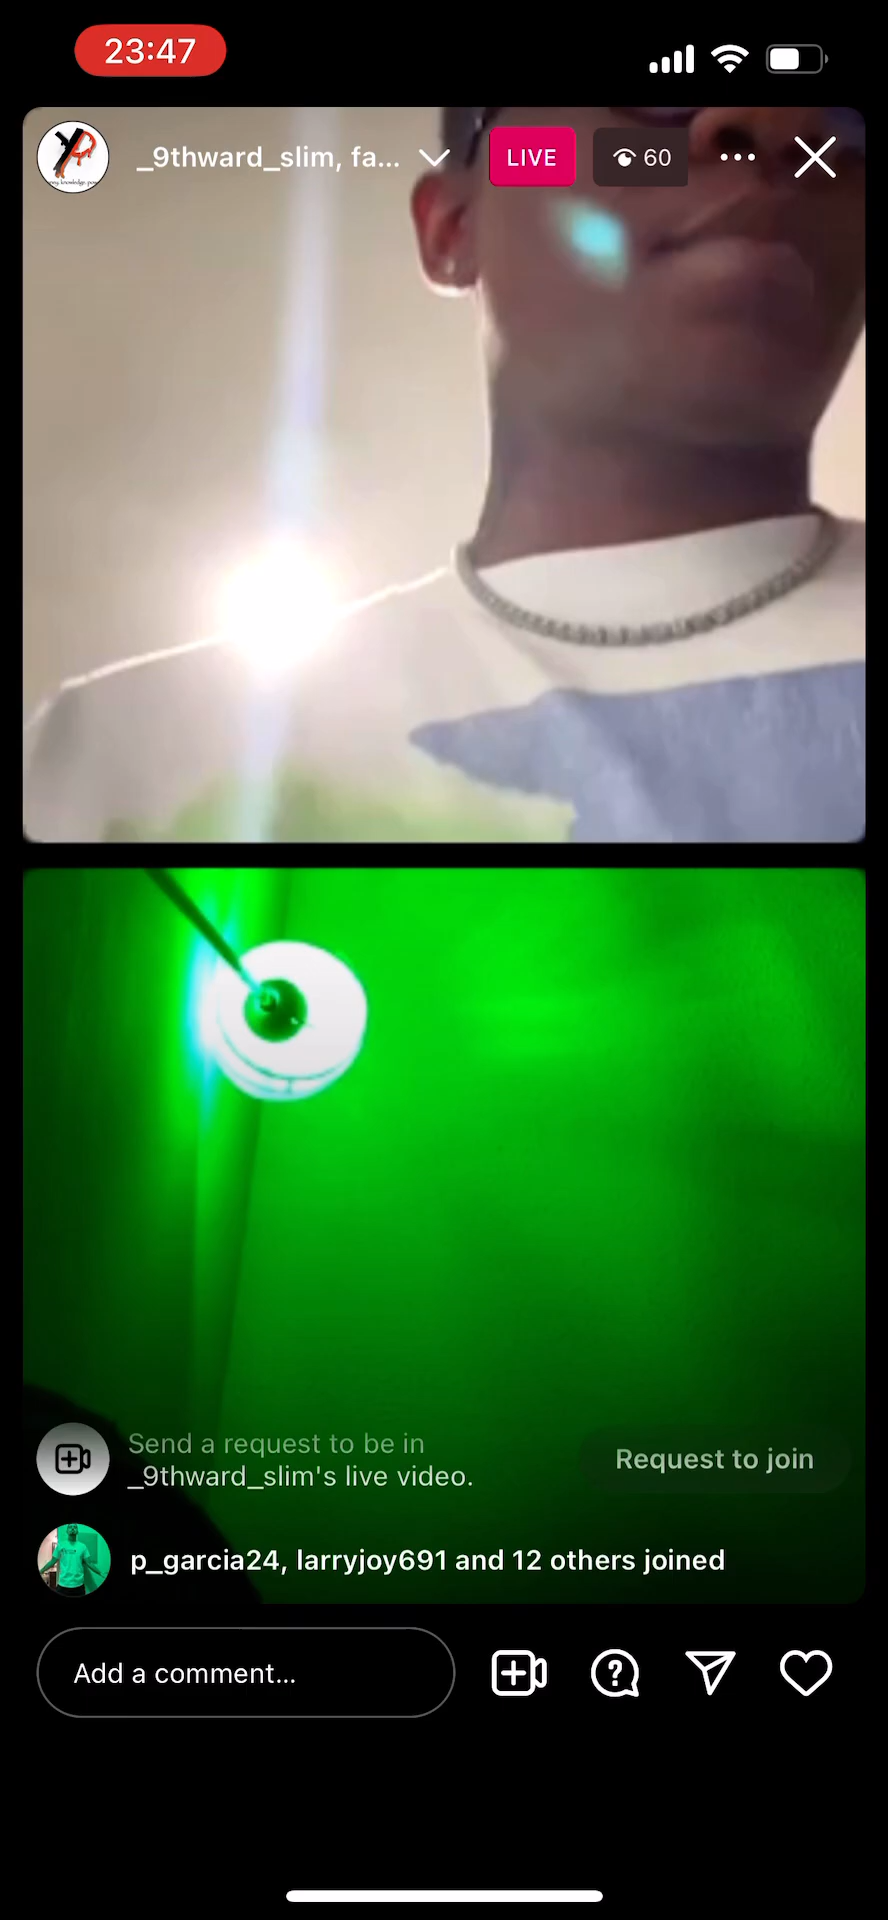 23:47
_9thward_slim, fa...
LIVE
60
Send a request to be in
_9thward_slim's live video.
Request to join
p_garcia24, larryjoy691 and 12 others joined
Add a comment...